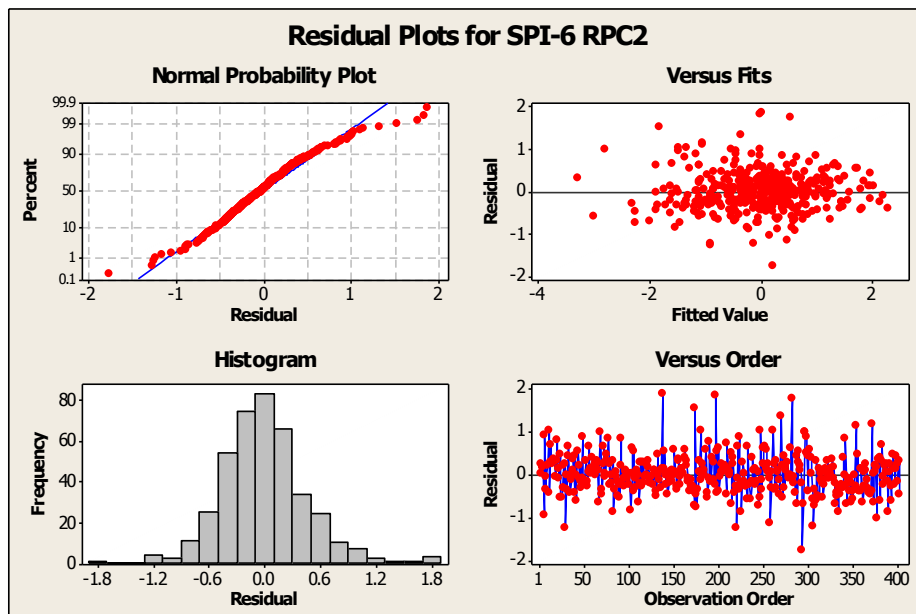 Residual Plots for SPI-6 RPC2
Normal Probability Plot
99.9
99
90
50
10
1
0.1
Percent
-2 -1 0 1 2
Residual
Versus Fits
2
1
0
-1
-2
Residual
-4 -2 0 2
Fitted Value
Histogram
80
60
40
20
0
Frequency
-1.8 -1.2 -0.6 0.0 0.6 1.2 1.8
Residual
Versus Order
2
1
0
-1
-2
Residual
1 50 100 150 200 250 300 350 400
Observation Order